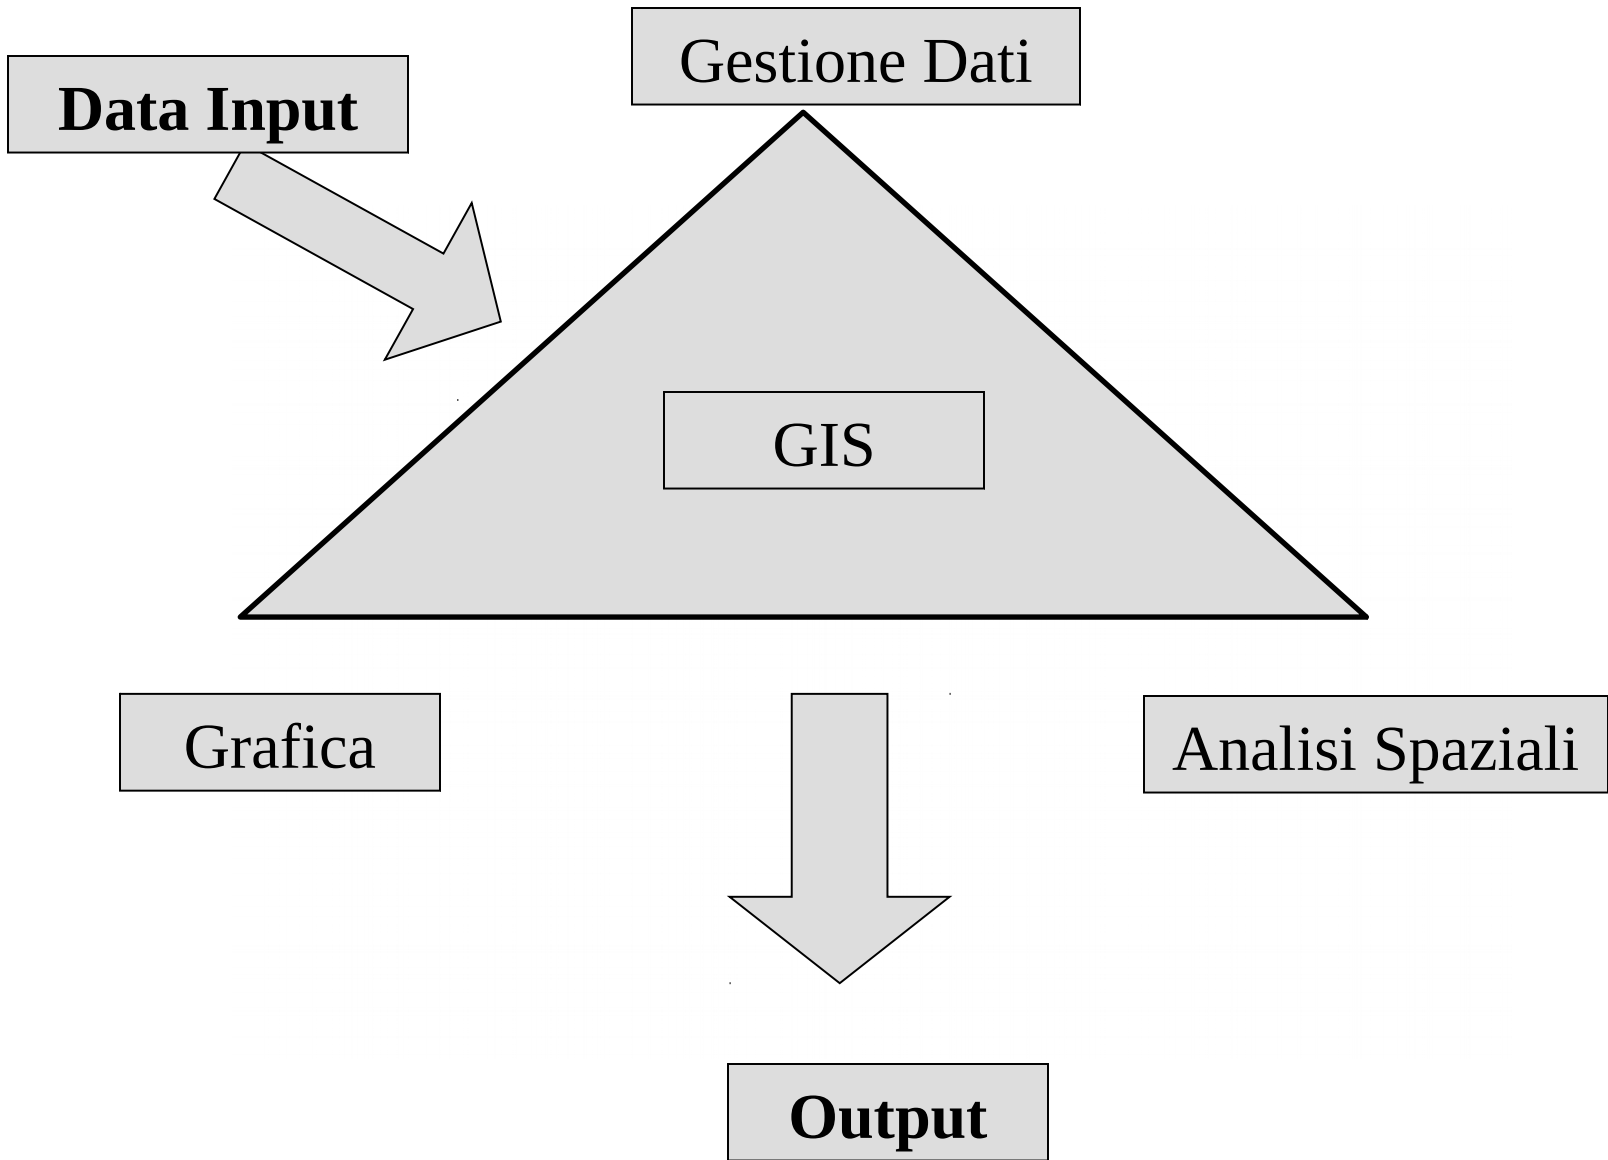 Gestione Dati
Data Input
GIS
Grafica
Analisi Spaziali
Output